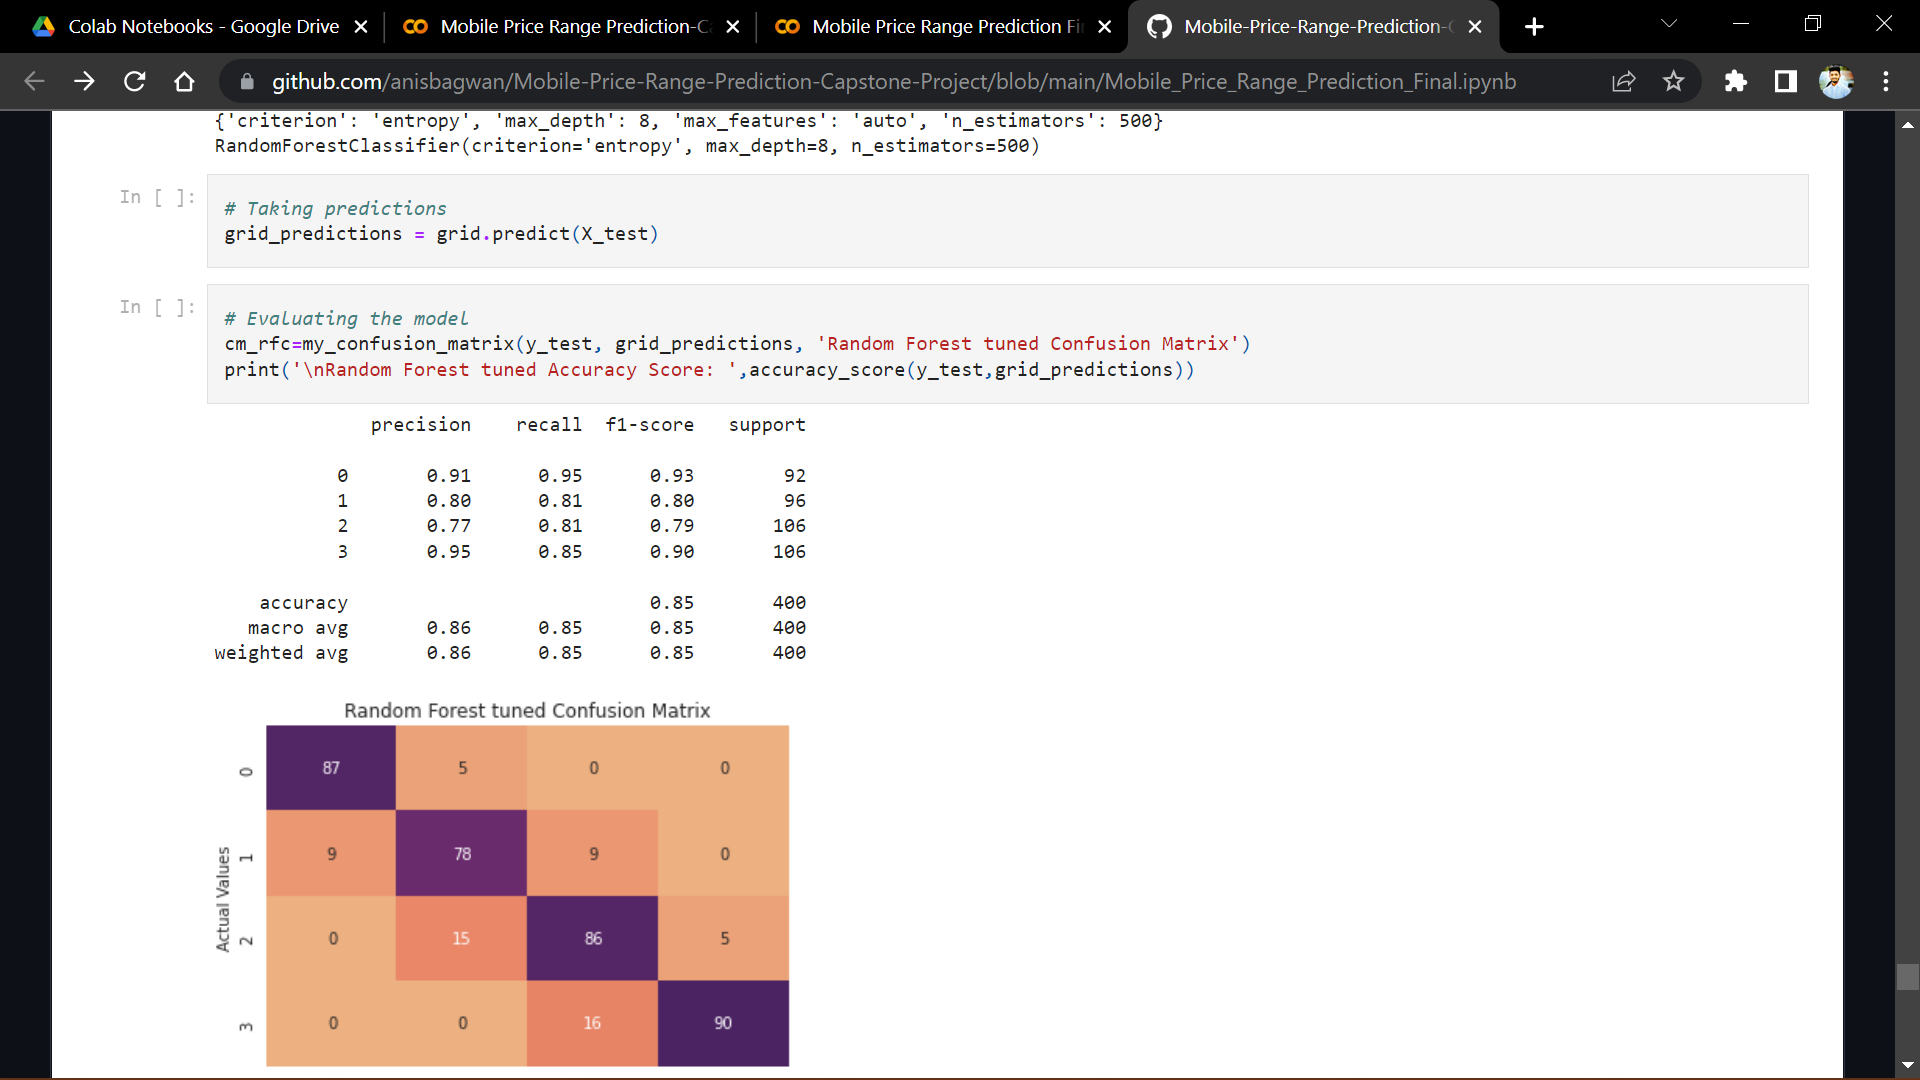 Colab Notebooks - Google Drive
Mobile Price Range Prediction-Ca
Mobile Price Range Prediction Fi
Mobile-Price-Range-Prediction-C
github.com/anisbagwan/Mobile-Price-Range-Prediction-Capstone-Project/blob/main/Mobile_Price_Range_Prediction_Final.ipynb
{'criterion': 'entropy', 'max_depth': 8, 'max_features': 'auto', 'n_estimators': 500}
RandomForestClassifier(criterion='entropy', max_depth=8, n_estimators=500)
In [ ]:
# Taking predictions
grid_predictions = grid.predict(X_test)
In [ ]:
# Evaluating the model
cm_rfc=my_confusion_matrix(y_test, grid_predictions, 'Random Forest tuned Confusion Matrix')
print('\nRandom Forest tuned Accuracy Score: ',accuracy_score(y_test,grid_predictions))
precision recall f1-score support
0 0.91 0.95 0.93 92
1 0.80 0.81 0.80 96
2 0.77 0.81 0.79 106
3 0.95 0.85 0.90 106
accuracy 0.85 400
macro avg 0.86 0.85 0.85 400
weighted avg 0.86 0.85 0.85 400
Random Forest tuned Confusion Matrix
0 87 5 0 0
1 9 78 9 0
Actual Values
2 0 15 86 5
3 0 0 16 90